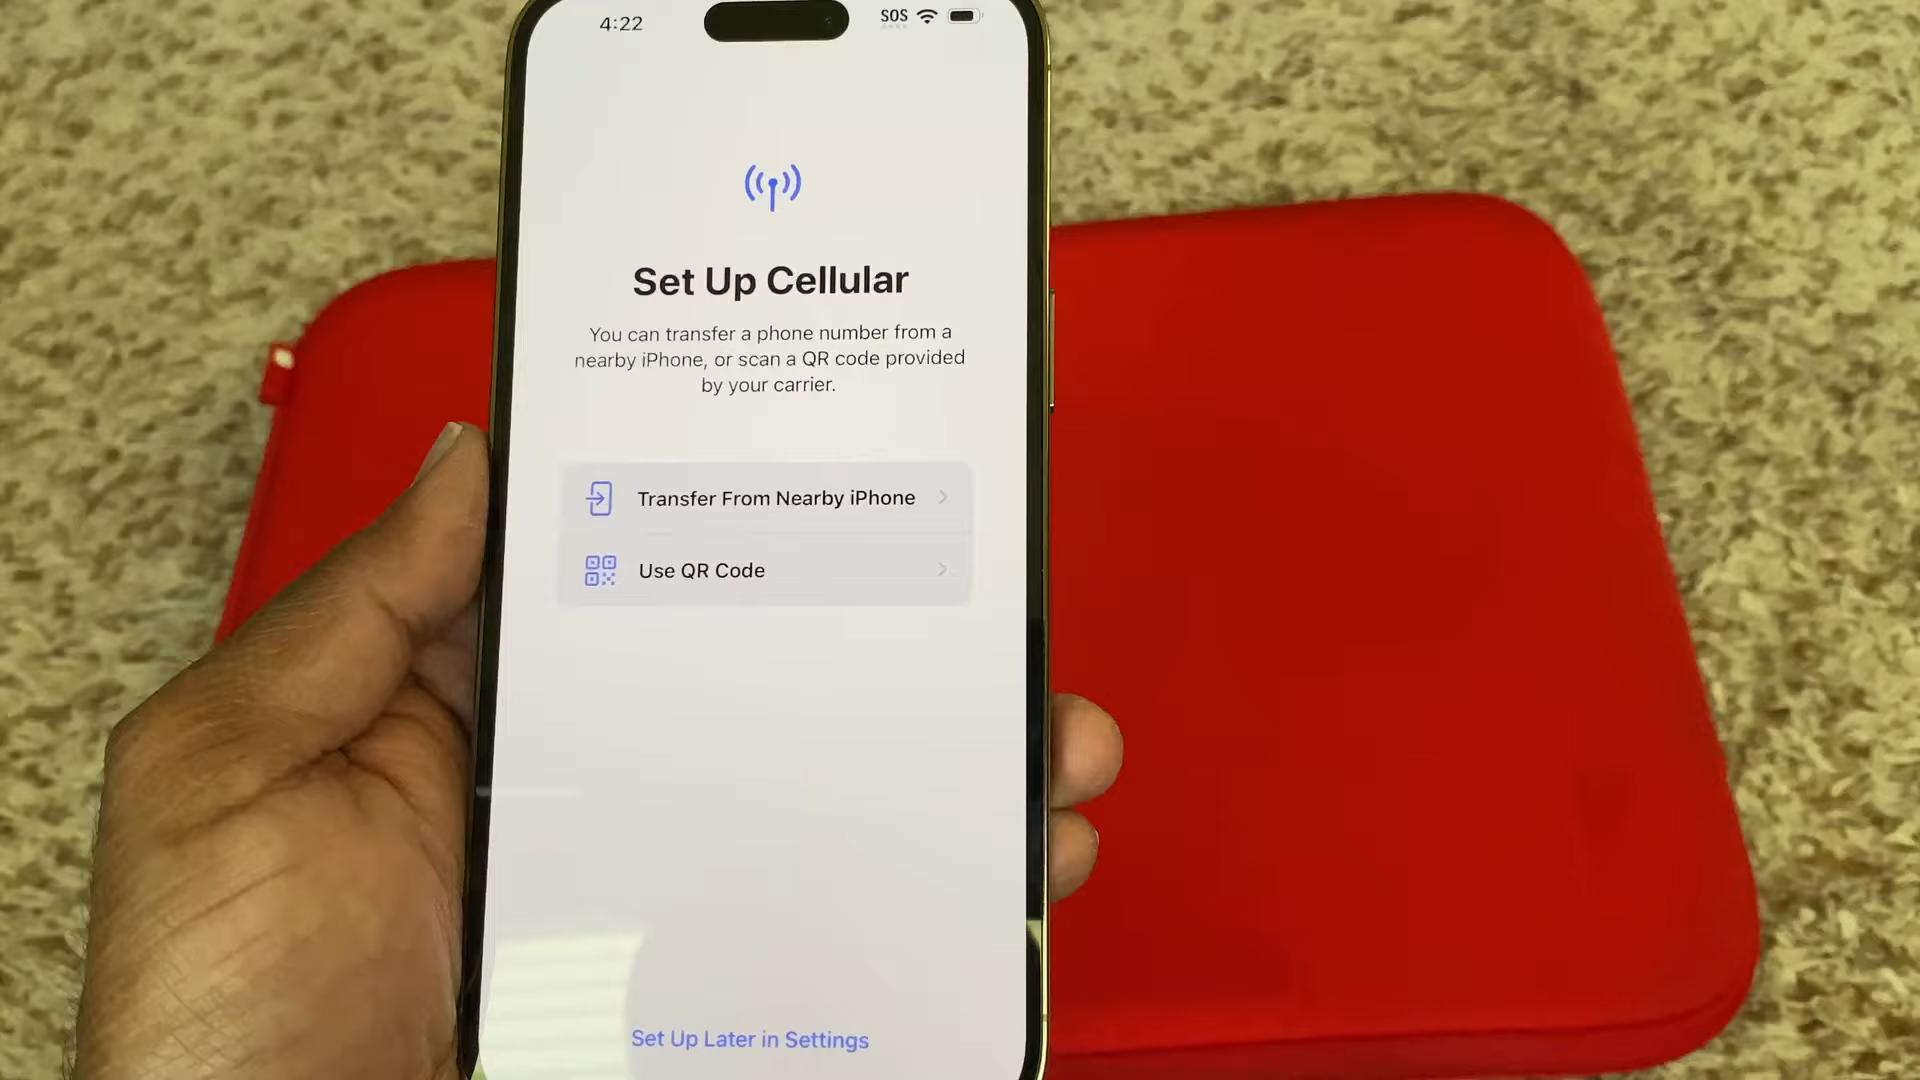 4:22
SOS
Set Up Cellular
You can transfer a phone number from a
nearby iPhone, or scan a QR code provided
by your carrier.
Transfer From Nearby iPhone
Use QR Code
Set Up Later in Settings